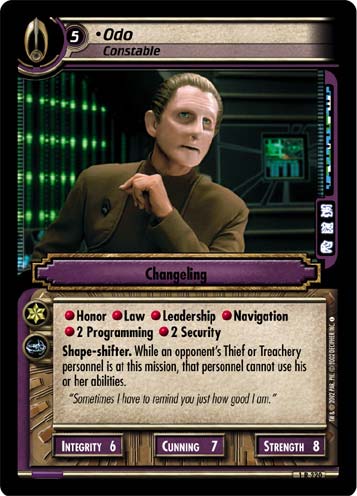 5
•Odo
Constable
Changeling
Honor Law Leadership Navigation
2 Programming 2 Security
Shape-shifter. While an opponent's Thief or Treachery
personnel is at this mission, that personnel cannot use his
or her abilities.
"Sometimes I have to remind you just how good I am."
INTEGRITY 6 CUNNING 7 STRENGTH 8
1 R 320